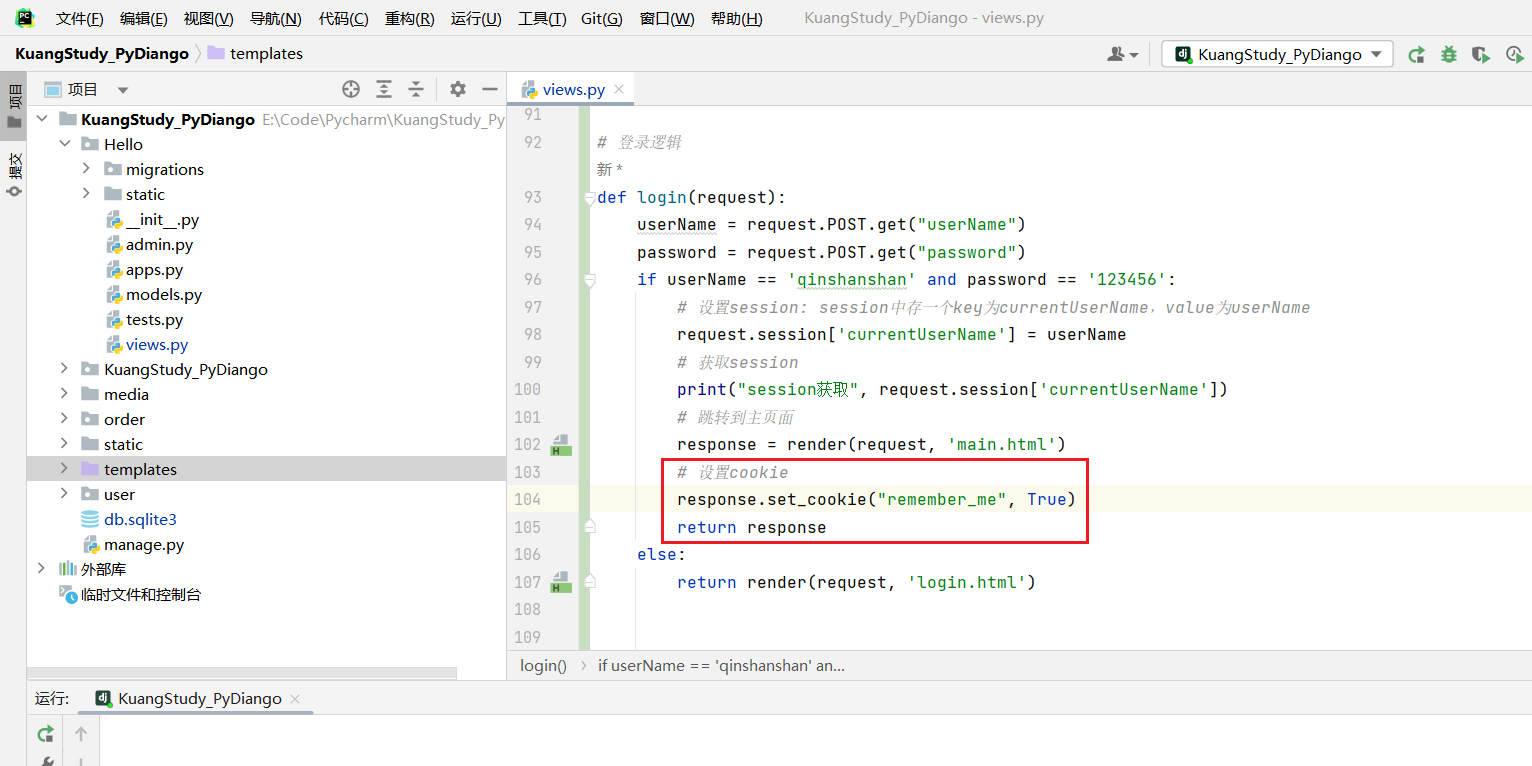 文件(F) 编辑(E) 视图(V) 导航(N) 代码(C) 重构(R) 运行(U) 工具(T) Git(G) 窗口(W) 帮助(H) KuangStudy_PyDiango - views.py
KuangStudy_PyDiango templates KuangStudy_PyDiango
项目
提交
项目
KuangStudy_PyDiango E:\Code\Pycharm\KuangStudy_Py
Hello
migrations
static
__init__.py
admin.py
apps.py
models.py
tests.py
views.py
KuangStudy_PyDiango
media
order
static
templates
user
db.sqlite3
manage.py
外部库
临时文件和控制台
views.py
91
92 # 登录逻辑
新 *
93 def login(request):
94 userName = request.POST.get("userName")
95 password = request.POST.get("password")
96 if userName == 'qinshanshan' and password == '123456':
97 # 设置session: session中存一个key为currentUserName，value为userName
98 request.session['currentUserName'] = userName
99 # 获取session
100 print("session获取", request.session['currentUserName'])
101 # 跳转到主页面
102 response = render(request, 'main.html')
103 # 设置cookie
104 response.set_cookie("remember_me", True)
105 return response
106 else:
107 return render(request, 'login.html')
108
109
login() if userName == 'qinshanshan' an...
运行: KuangStudy_PyDiango